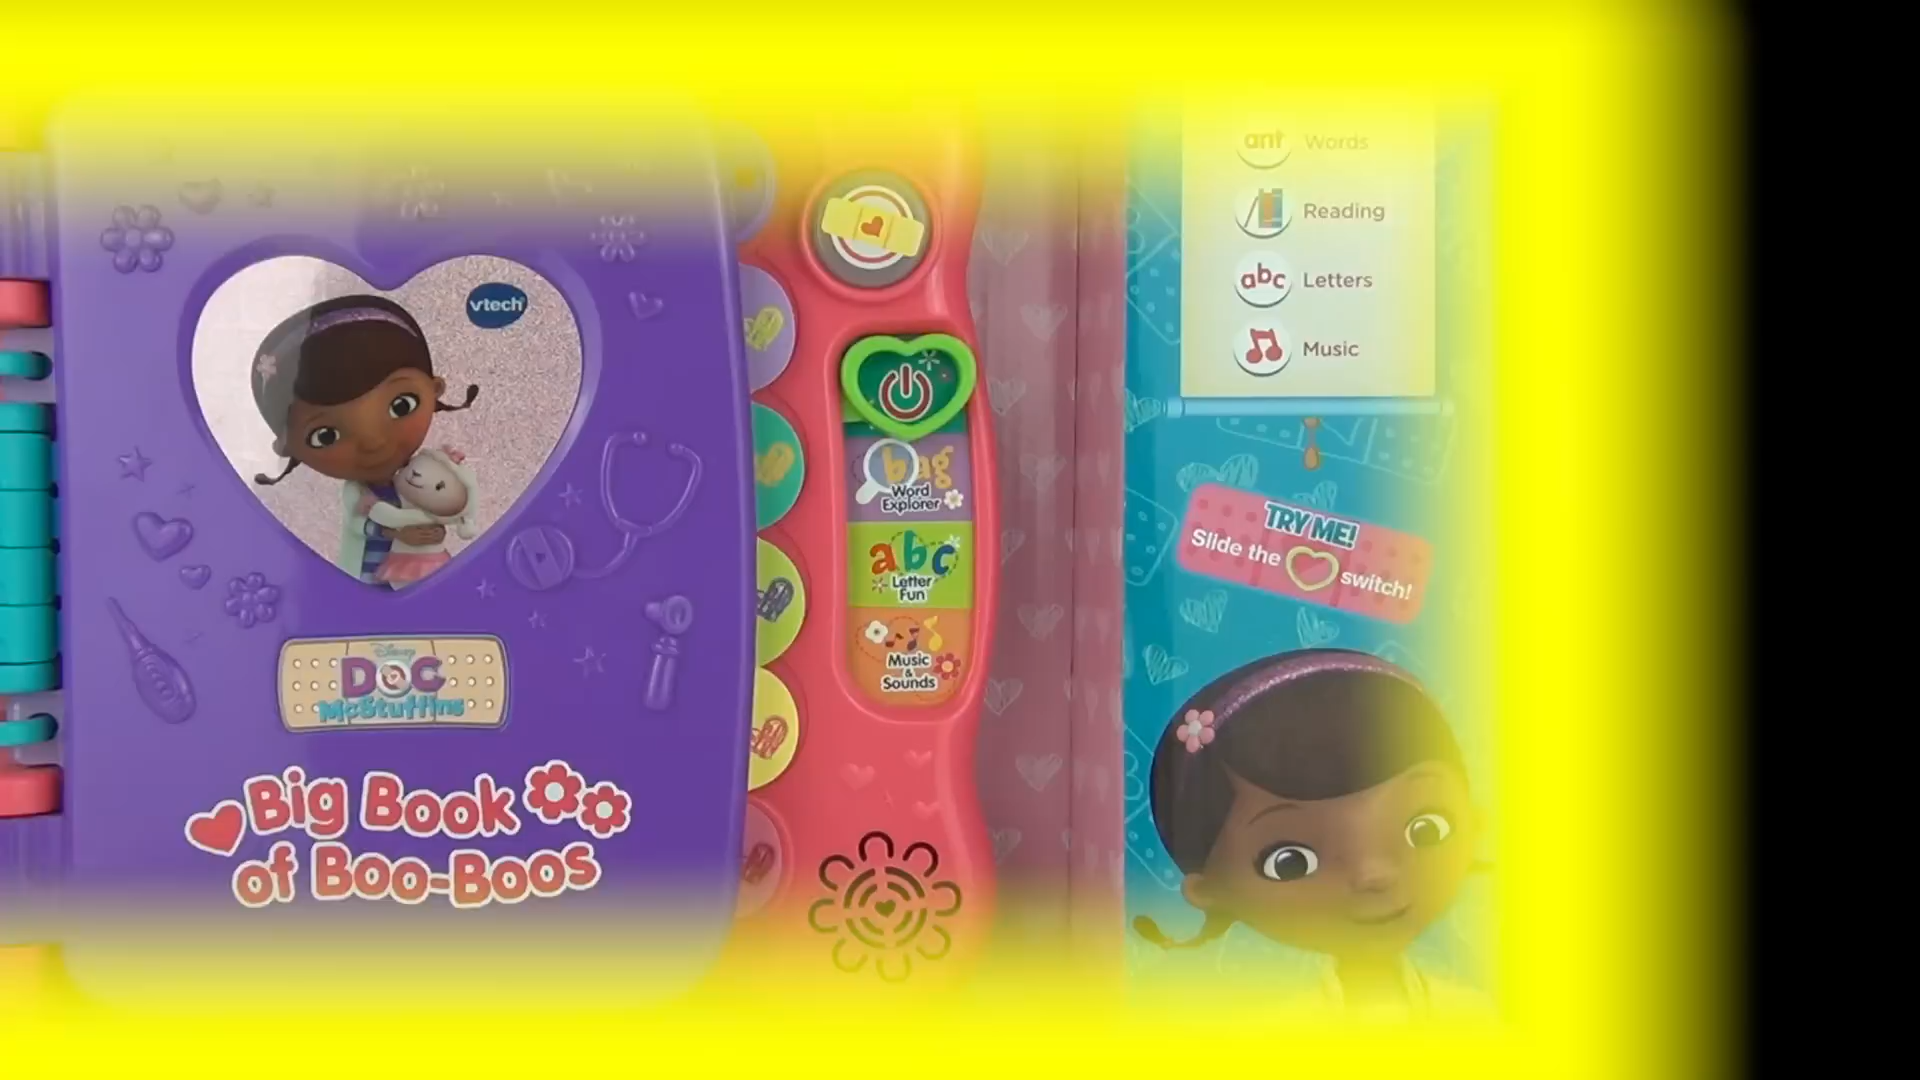 vtech
Disney
Doc
McStuffins
Big Book
of Boo-Boos
bag
Word
Explorer
abc
Letter
Fun
Music
&
Sounds
ant Words
Reading
abc Letters
Music
TRY ME!
Slide the switch!